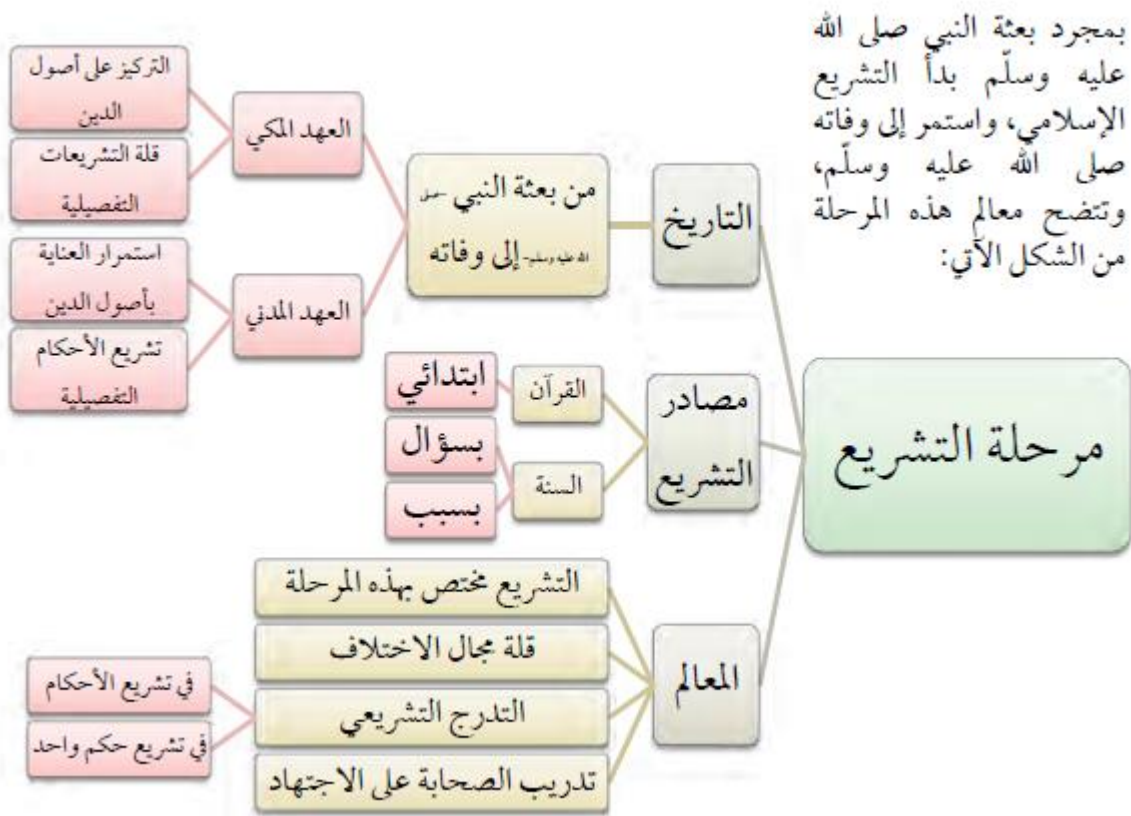 بمجرد بعثة النبي صلى الله
عليه وسلّم بدأ التشريع
الإسلامي، واستمر إلى وفاته
صلى الله عليه وسلّم،
وتتضح معالم هذه المرحلة
من الشكل الآتي:
مرحلة التشريع
التاريخ
من بعثة النبي -صلى
الله عليه وسلم- إلى وفاته
العهد المكي
التركيز على أصول
الدين
قلة التشريعات
التفصيلية
العهد المدني
استمرار العناية
بأصول الدين
تشريع الأحكام
التفصيلية
مصادر
التشريع
القرآن
ابتدائي
السنة
بسؤال
بسبب
المعالم
التشريع مختص بهذه المرحلة
قلة مجال الاختلاف
التدرج التشريعي
في تشريع الأحكام
في تشريع حكم واحد
تدريب الصحابة على الاجتهاد